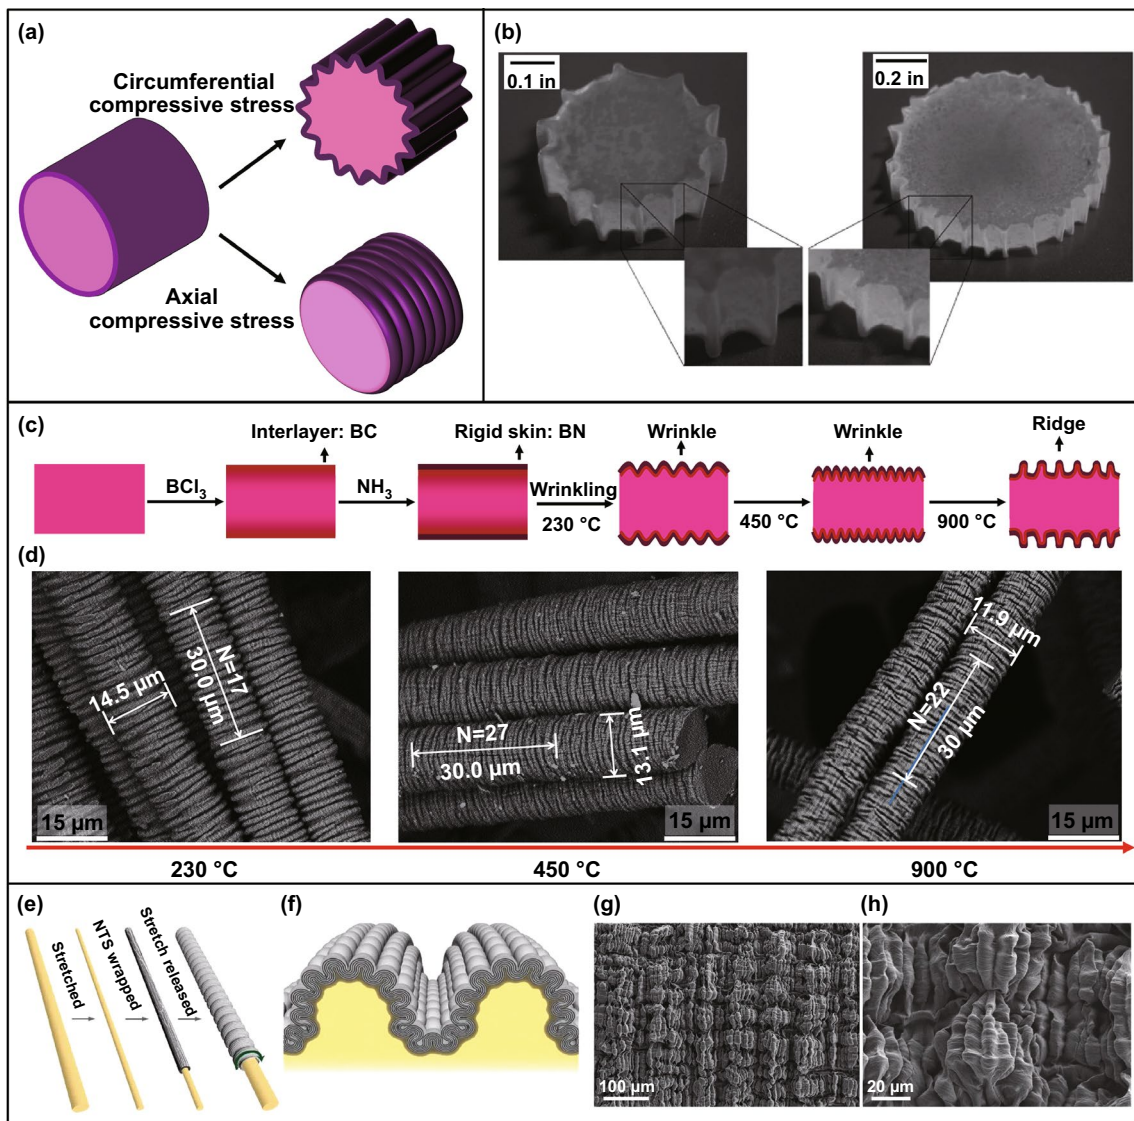 (a)
Circumferential
compressive stress
Axial
compressive stress
(b)
0.1 in
0.2 in
(c)
Interlayer: BC
Rigid skin: BN
Wrinkle
Wrinkle
Ridge
BCl₃
NH₃
Wrinkling
230 °C
450 °C
900 °C
(d)
14.5 µm
N=17
30.0 µm
15 µm
N=27
30.0 µm
13.1 µm
15 µm
11.9 µm
N=22
30 µm
15 µm
230 °C
450 °C
900 °C
(e)
Stretched
NTS wrapped
Stretch released
(f)
(g)
100 µm
(h)
20 µm